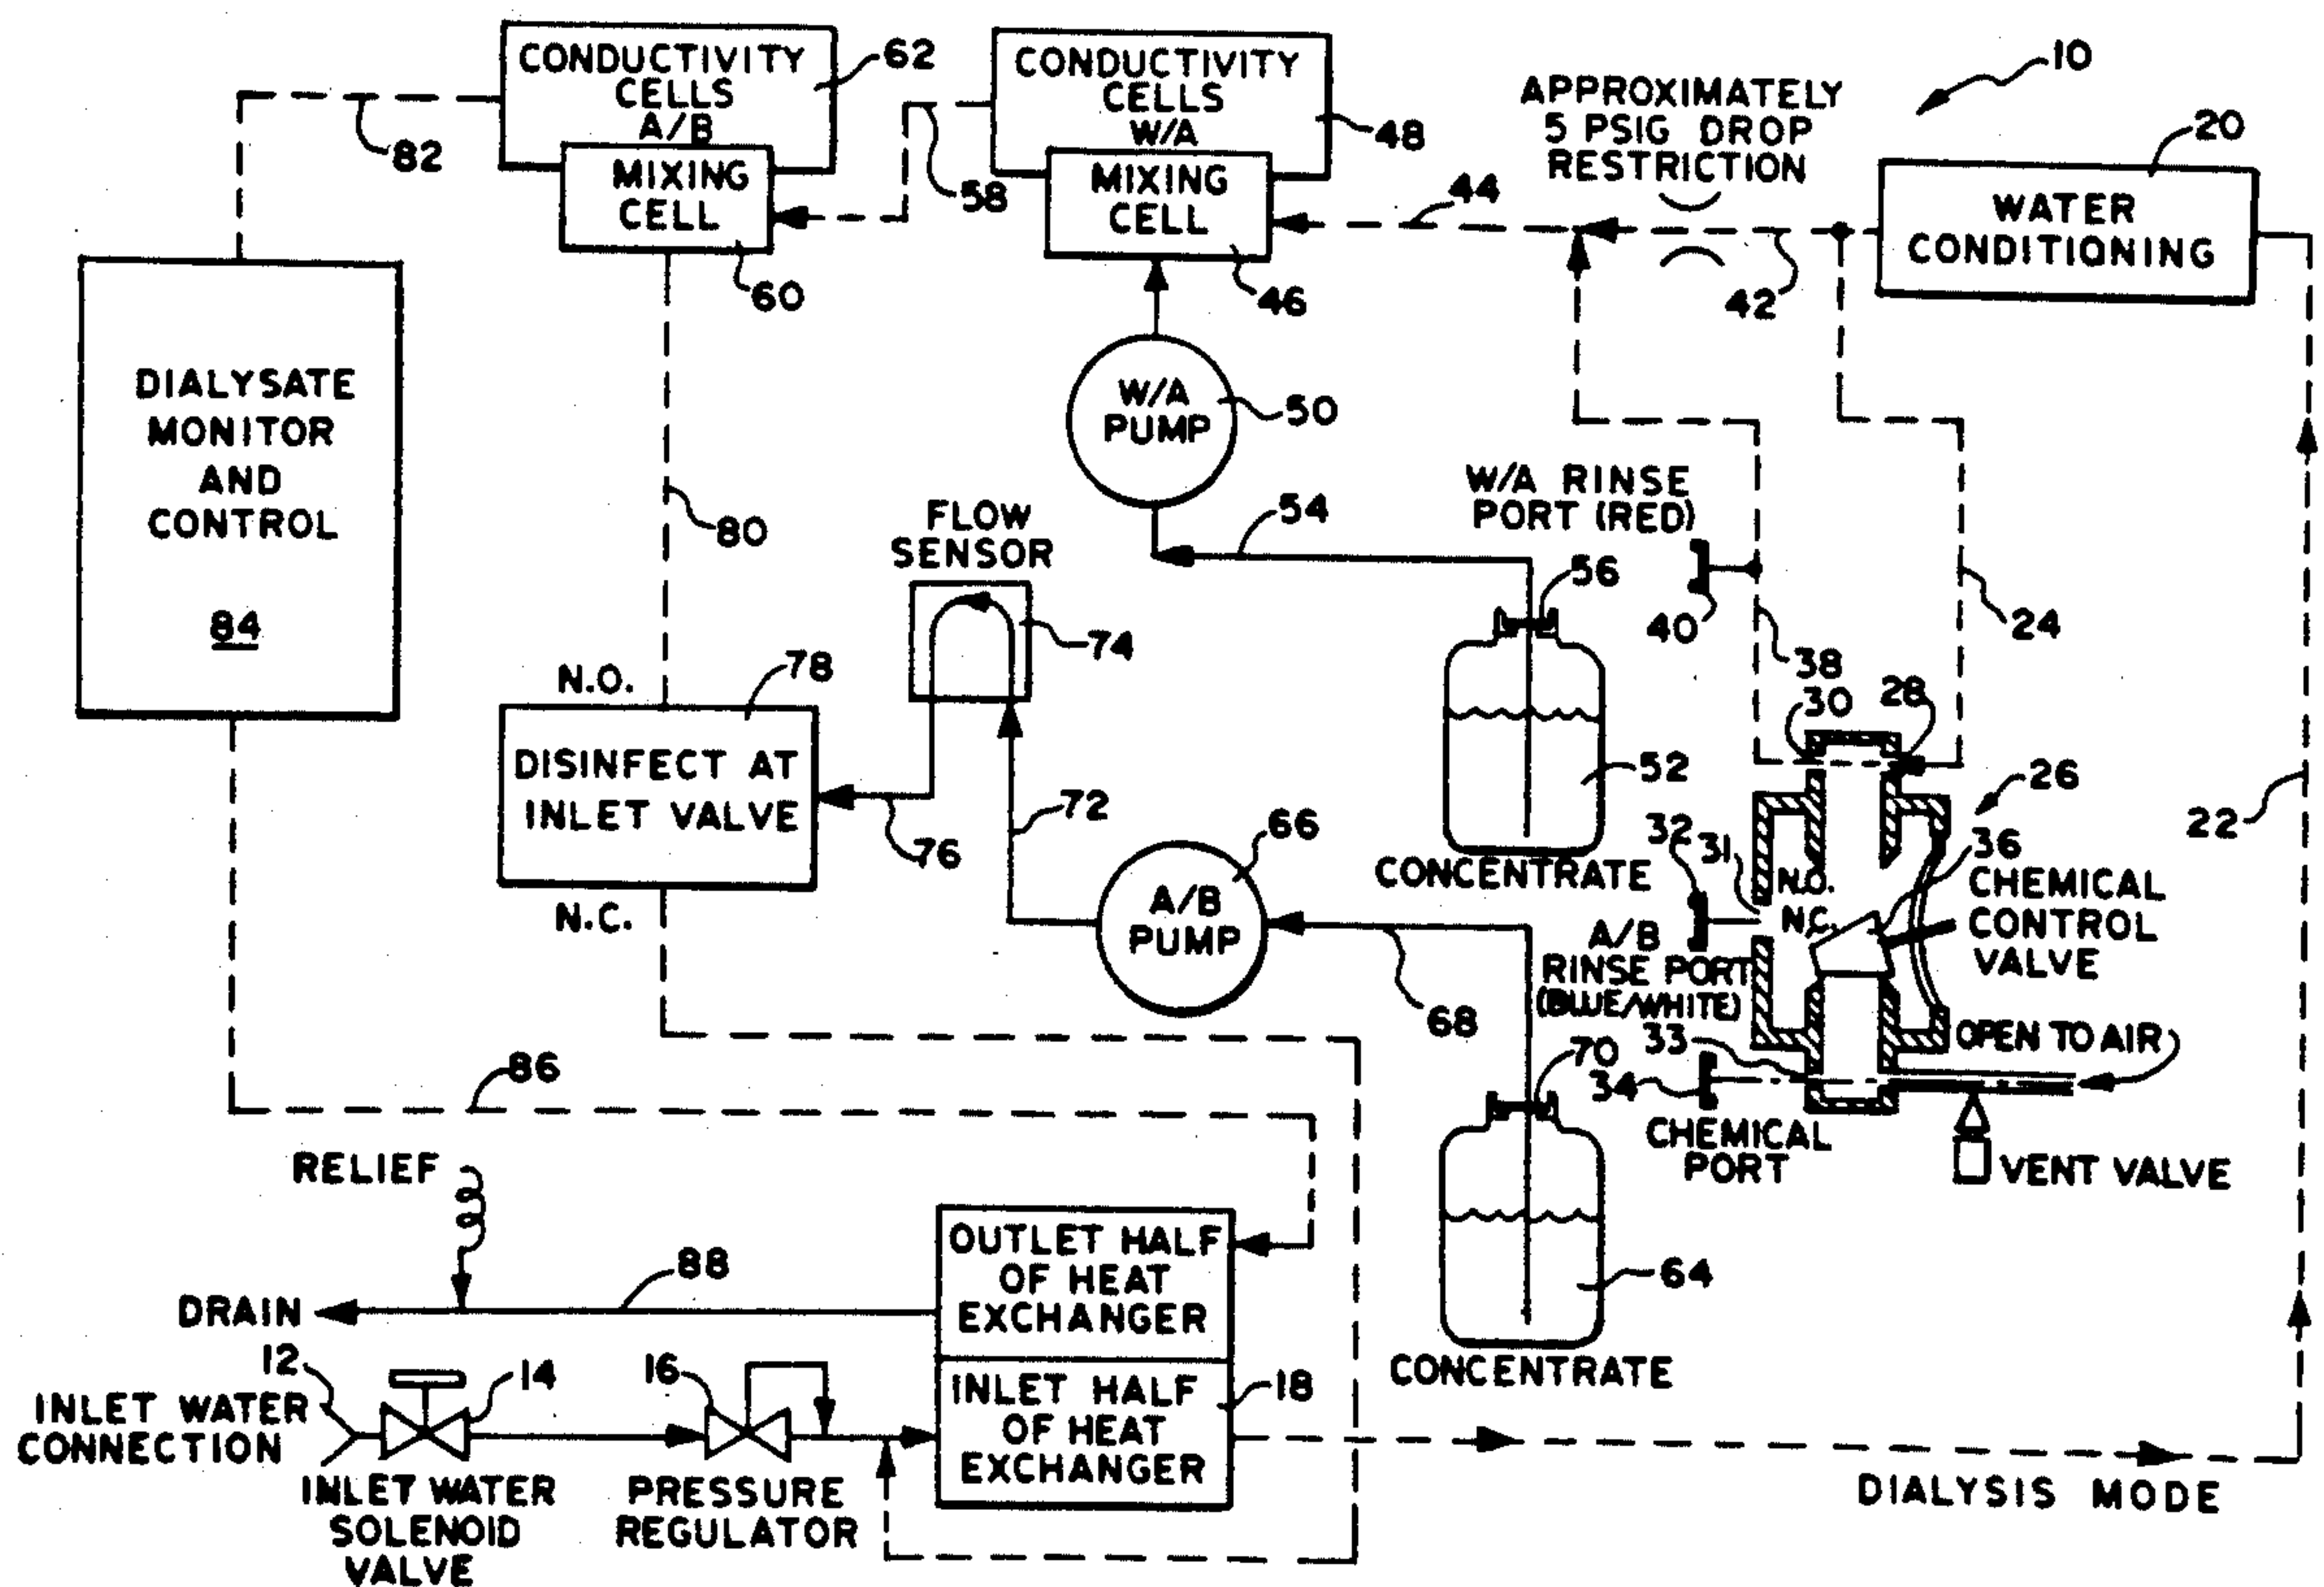 CONDUCTIVITY
CELLS
A/B
62
MIXING
CELL
60
82
CONDUCTIVITY
CELLS
W/A
48
MIXING
CELL
46
58
44
APPROXIMATELY
5 PSIG DROP
RESTRICTION
42
10
20
WATER
CONDITIONING
DIALYSATE
MONITOR
AND
CONTROL
84
W/A
PUMP
50
W/A RINSE
PORT (RED)
40
54
56
52
CONCENTRATE
38
24
30
28
26
36
22
FLOW
SENSOR
74
80
N.O.
78
DISINFECT AT
INLET VALVE
N.C.
76
72
66
A/B
PUMP
68
32
31
N.O.
N.C.
CHEMICAL
CONTROL
VALVE
A/B
RINSE PORT
(BLUE/WHITE)
33
34
OPEN TO AIR
CHEMICAL
PORT
VENT VALVE
70
64
CONCENTRATE
86
RELIEF
88
DRAIN
OUTLET HALF
OF HEAT
EXCHANGER
INLET HALF
OF HEAT
EXCHANGER
18
12
14
16
INLET WATER
CONNECTION
INLET WATER
SOLENOID
VALVE
PRESSURE
REGULATOR
DIALYSIS MODE